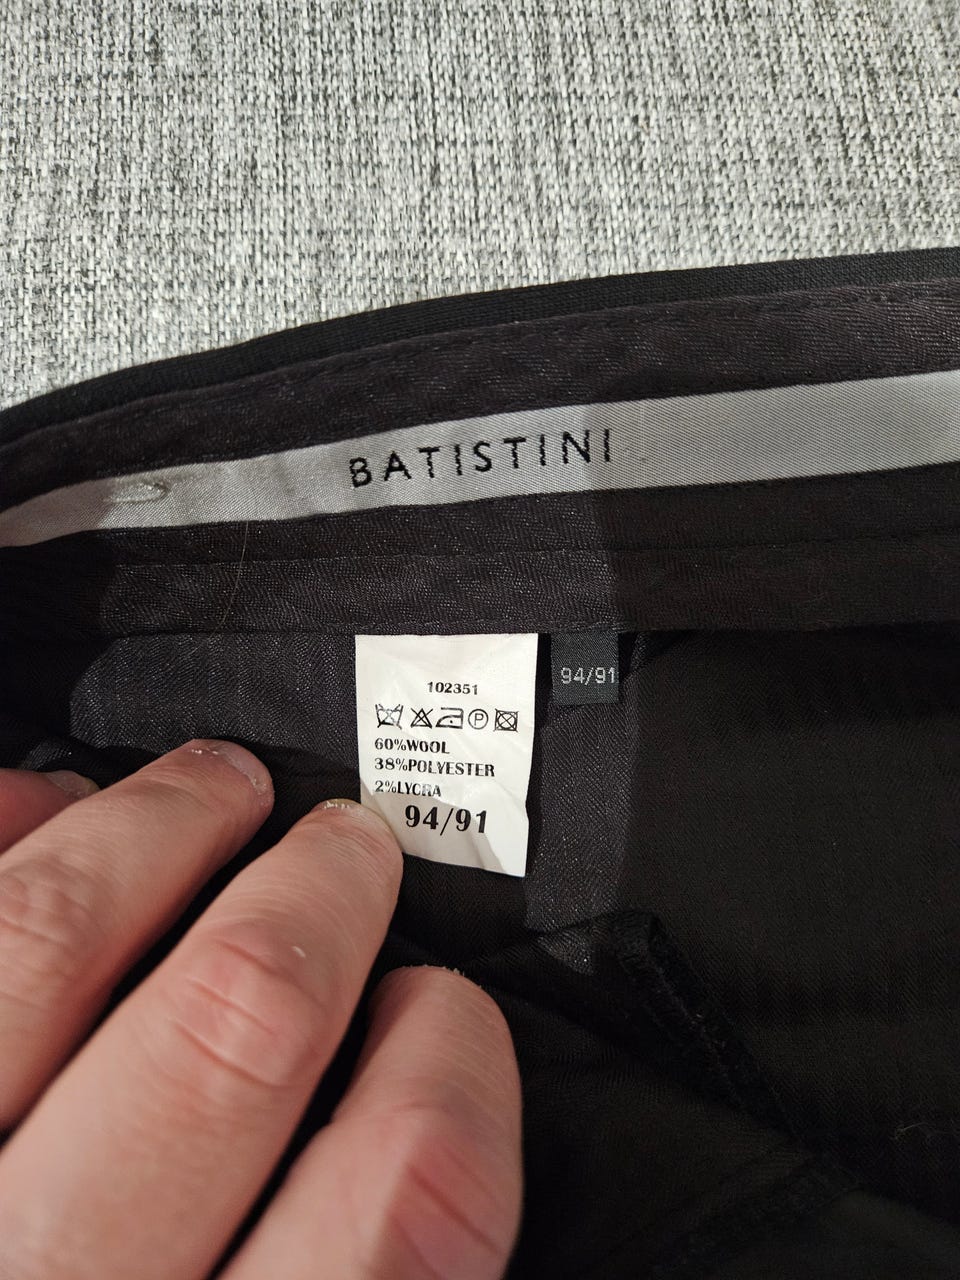 BATISTINI
94/91
102351
P
60%WOOL
38%POLYESTER
2%LYCRA
94/91